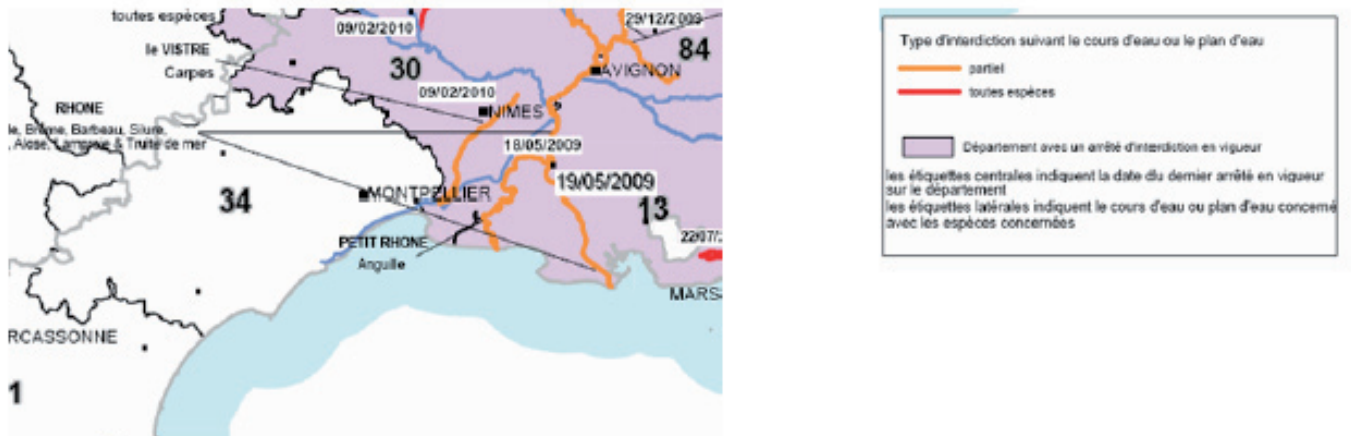 toutes espèces
09/02/2010
29/12/2009
le VISTRE
Carpes
30
84
AVIGNON
09/02/2010
NIMES
RHONE
Brême, Barbeau, Silure,
Alose, Lamproie & Truite de mer
18/05/2009
19/05/2009
34
MONTPELLIER
13
PETIT RHONE
Anguille
22/07/
MARS
RCASSONNE
1
Type d'interdiction suivant le cours d'eau ou le plan d'eau
partiel
toutes espèces
Département avec un arrêté d'interdiction en vigueur
les étiquettes centrales indiquent la date du dernier arrêté en vigueur
sur le département
les étiquettes latérales indiquent le cours d'eau ou plan d'eau concerné
avec les espèces concernées